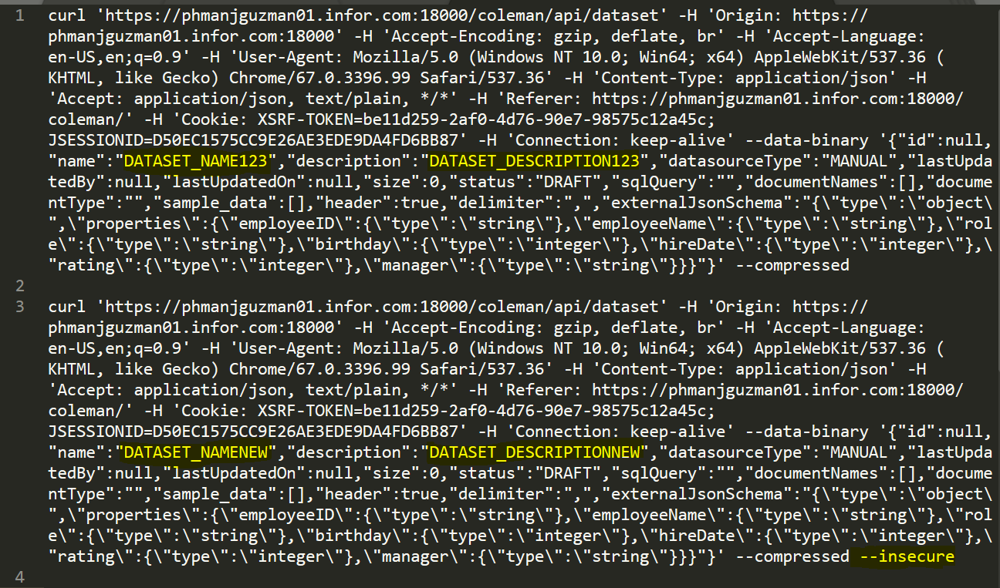 1 curl 'https://phmanjguzman01.infor.com:18000/coleman/api/dataset' -H 'Origin: https://
phmanjguzman01.infor.com:18000' -H 'Accept-Encoding: gzip, deflate, br' -H 'Accept-Language:
en-US,en;q=0.9' -H 'User-Agent: Mozilla/5.0 (Windows NT 10.0; Win64; x64) AppleWebKit/537.36 (
KHTML, like Gecko) Chrome/67.0.3396.99 Safari/537.36' -H 'Content-Type: application/json' -H
'Accept: application/json, text/plain, */*' -H 'Referer: https://phmanjguzman01.infor.com:18000/
coleman/' -H 'Cookie: XSRF-TOKEN=be11d259-2af0-4d76-90e7-98575c12a45c;
JSESSIONID=D50EC1575CC9E26AE3EDE9DA4FD6BB87' -H 'Connection: keep-alive' --data-binary '{"id":null,
"name":"DATASET_NAME123","description":"DATASET_DESCRIPTION123","datasourceType":"MANUAL","lastUpda
tedBy":null,"lastUpdatedOn":null,"size":0,"status":"DRAFT","sqlQuery":"","documentNames":[],"docume
ntType":"","sample_data":[],"header":true,"delimiter":",","externalJsonSchema":"{\"type\":\"object\
",\"properties\":{\"employeeID\":{\"type\":\"string\"},\"employeeName\":{\"type\":\"string\"},\"rol
e\":{\"type\":\"string\"},\"birthday\":{\"type\":\"integer\"},\"hireDate\":{\"type\":\"integer\"},\
"rating\":{\"type\":\"integer\"},\"manager\":{\"type\":\"string\"}}}"}' --compressed
2
3 curl 'https://phmanjguzman01.infor.com:18000/coleman/api/dataset' -H 'Origin: https://
phmanjguzman01.infor.com:18000' -H 'Accept-Encoding: gzip, deflate, br' -H 'Accept-Language:
en-US,en;q=0.9' -H 'User-Agent: Mozilla/5.0 (Windows NT 10.0; Win64; x64) AppleWebKit/537.36 (
KHTML, like Gecko) Chrome/67.0.3396.99 Safari/537.36' -H 'Content-Type: application/json' -H
'Accept: application/json, text/plain, */*' -H 'Referer: https://phmanjguzman01.infor.com:18000/
coleman/' -H 'Cookie: XSRF-TOKEN=be11d259-2af0-4d76-90e7-98575c12a45c;
JSESSIONID=D50EC1575CC9E26AE3EDE9DA4FD6BB87' -H 'Connection: keep-alive' --data-binary '{"id":null,
"name":"DATASET_NAMENEW","description":"DATASET_DESCRIPTIONNEW","datasourceType":"MANUAL","lastUpda
tedBy":null,"lastUpdatedOn":null,"size":0,"status":"DRAFT","sqlQuery":"","documentNames":[],"docume
ntType":"","sample_data":[],"header":true,"delimiter":",","externalJsonSchema":"{\"type\":\"object\
",\"properties\":{\"employeeID\":{\"type\":\"string\"},\"employeeName\":{\"type\":\"string\"},\"rol
e\":{\"type\":\"string\"},\"birthday\":{\"type\":\"integer\"},\"hireDate\":{\"type\":\"integer\"},\
"rating\":{\"type\":\"integer\"},\"manager\":{\"type\":\"string\"}}}"}' --compressed --insecure
4